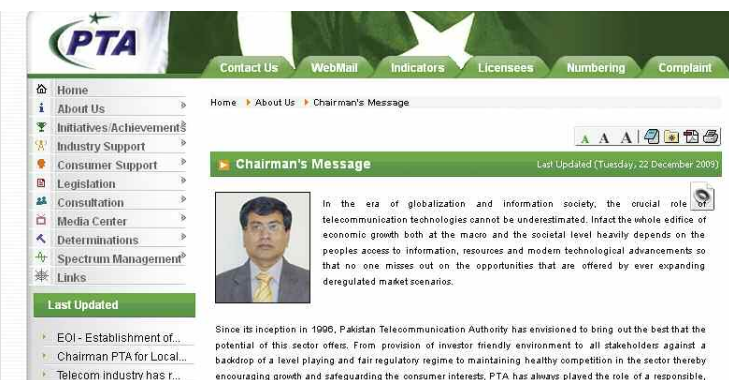 PTA
Contact Us WebMail Indicators Licensees Numbering Complaint
Home
About Us
Initiatives/Achievements
Industry Support
Consumer Support
Legislation
Consultation
Media Center
Determinations
Spectrum Management
Links
Last Updated
EOI - Establishment of...
Chairman PTA for Local...
Telecom industry has r...
Home About Us Chairman's Message
A A A
Chairman's Message Last Updated (Tuesday, 22 December 2009)
In the era of globalization and information society, the crucial role of
telecommunication technologies cannot be underestimated. Infact the whole edifice of
economic growth both at the macro and the societal level heavily depends on the
peoples access to information, resources and modern technological advancements so
that no one misses out on the opportunities that are offered by ever expanding
deregulated market scenarios.
Since its inception in 1996, Pakistan Telecommunication Authority has envisioned to bring out the best that the
potential of this sector offers. From provision of investor friendly environment to all stakeholders against a
backdrop of a level playing and fair regulatory regime to maintaining healthy competition in the sector thereby
encouraging growth and safeguarding the consumer interests, PTA has always played the role of a responsible,